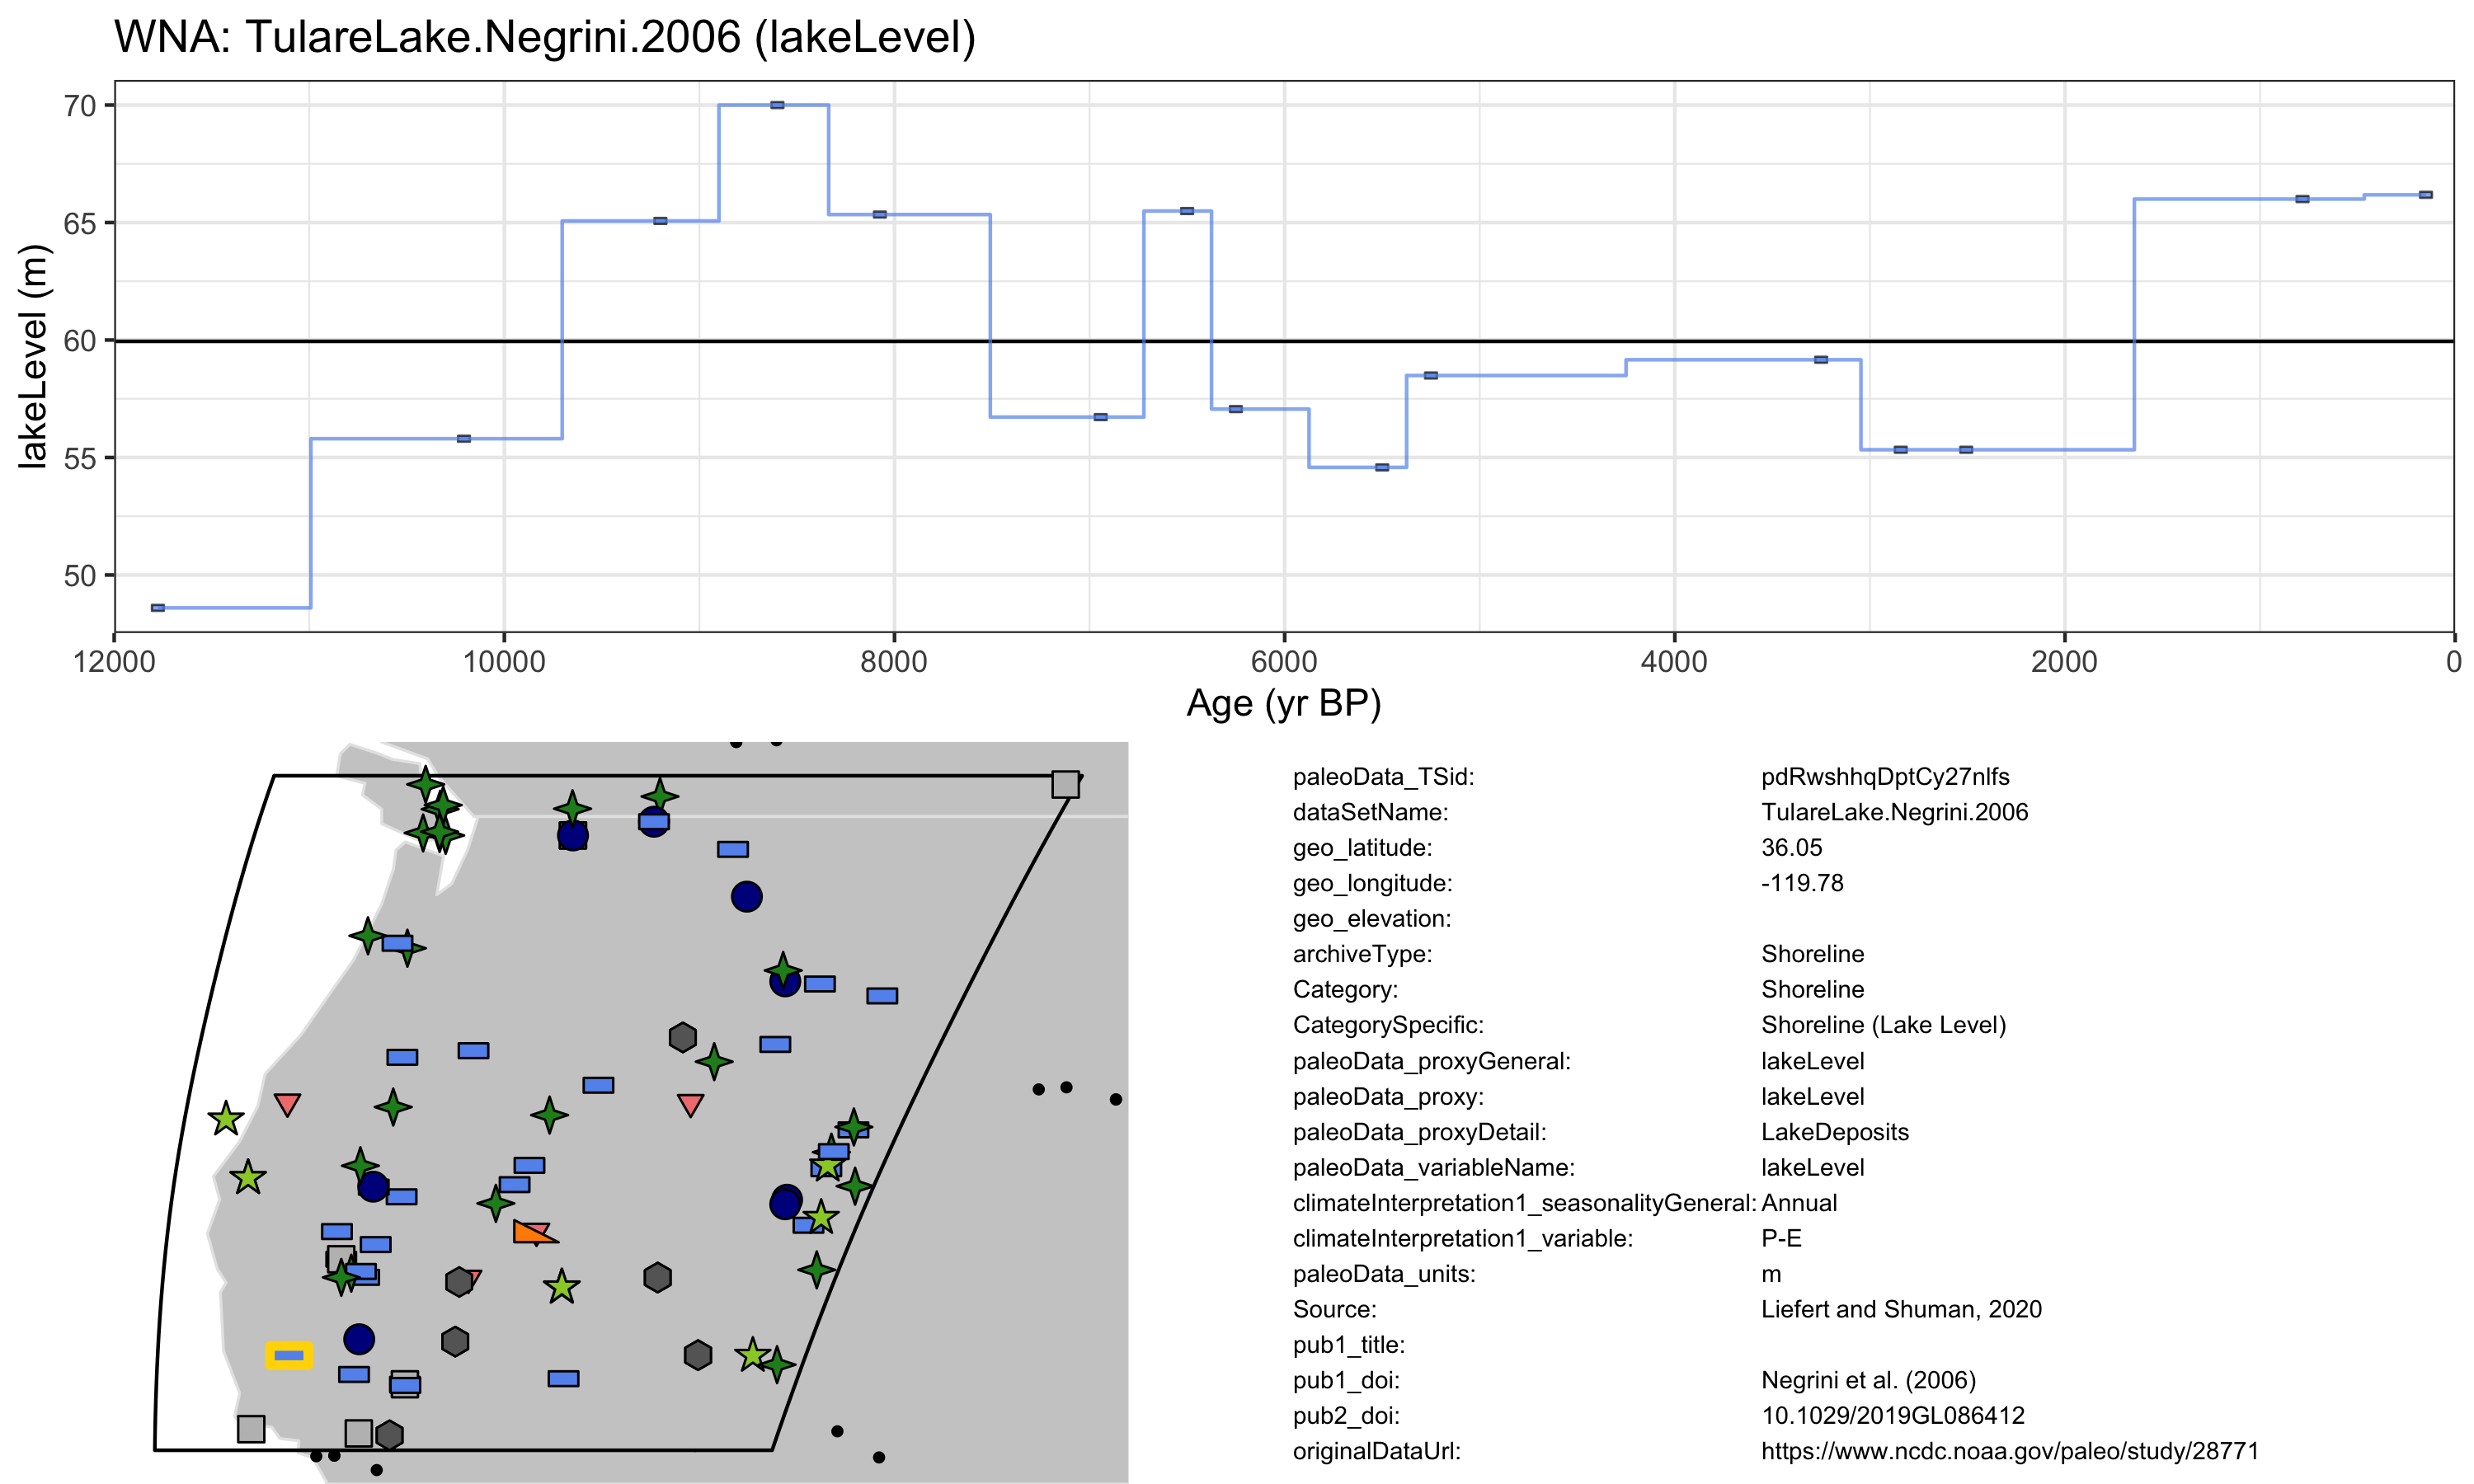 WNA: TulareLake.Negrini.2006 (lakeLevel)
lakeLevel (m)
70
65
60
55
50
12000 10000 8000 6000 4000 2000 0
Age (yr BP)
paleoData_TSid: pdRwshhqDptCy27nlfs
dataSetName: TulareLake.Negrini.2006
geo_latitude: 36.05
geo_longitude: -119.78
geo_elevation:
archiveType: Shoreline
Category: Shoreline
CategorySpecific: Shoreline (Lake Level)
paleoData_proxyGeneral: lakeLevel
paleoData_proxy: lakeLevel
paleoData_proxyDetail: LakeDeposits
paleoData_variableName: lakeLevel
climateInterpretation1_seasonalityGeneral: Annual
climateInterpretation1_variable: P-E
paleoData_units: m
Source: Liefert and Shuman, 2020
pub1_title:
pub1_doi: Negrini et al. (2006)
pub2_doi: 10.1029/2019GL086412
originalDataUrl: https://www.ncdc.noaa.gov/paleo/study/28771